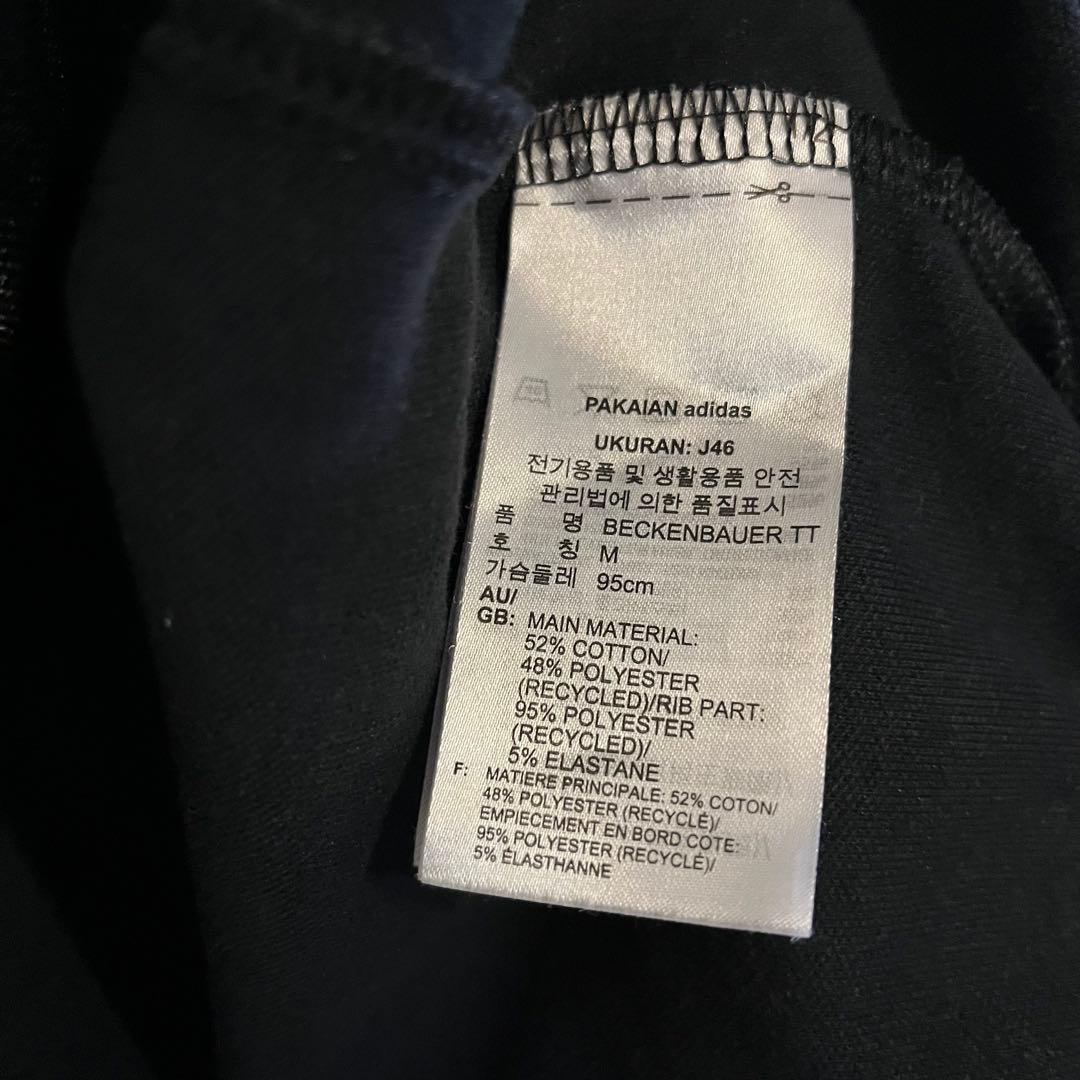 PAKAIAN adidas
UKURAN: J46
전기용품 및 생활용품 안전
관리법에 의한 품질표시
품 명 BECKENBAUER TT
호 칭 M
가슴둘레 95cm
AU/
GB: MAIN MATERIAL:
52% COTTON/
48% POLYESTER
(RECYCLED)/RIB PART:
95% POLYESTER
(RECYCLED)/
5% ELASTANE
F: MATIERE PRINCIPALE: 52% COTON/
48% POLYESTER (RECYCLÉ)/
EMPIECEMENT EN BORD COTE:
95% POLYESTER (RECYCLÉ)/
5% ÉLASTHANNE